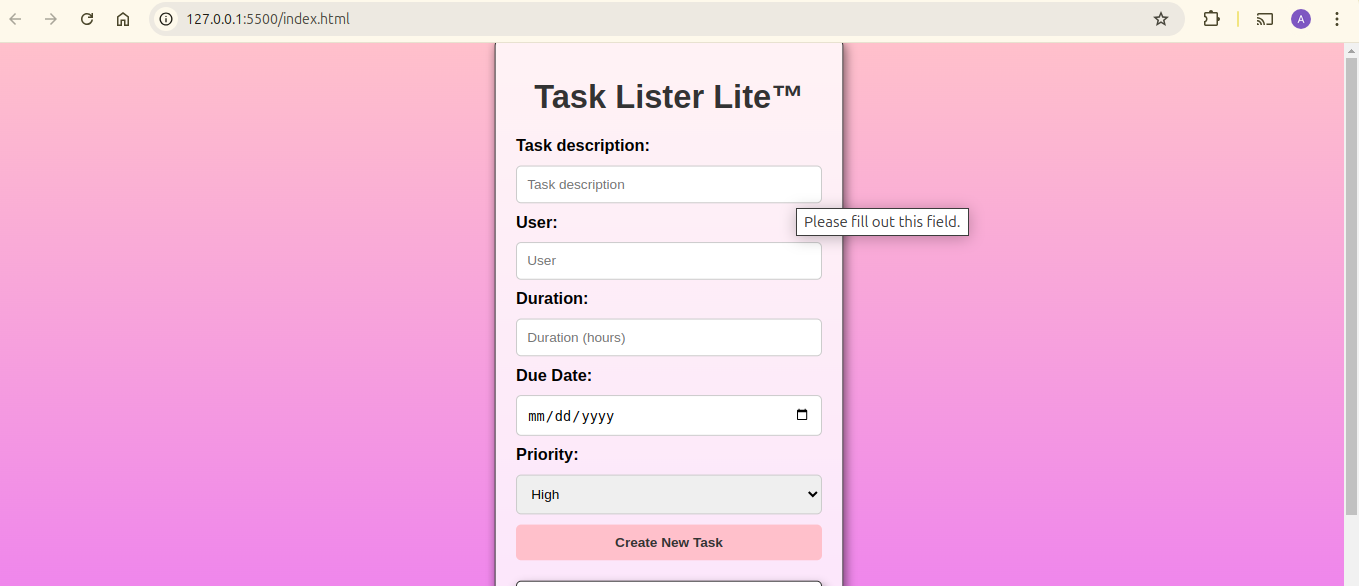 127.0.0.1:5500/index.html
A
Task Lister Lite™
Task description:
Task description
Please fill out this field.
User:
User
Duration:
Duration (hours)
Due Date:
mm/dd/yyyy
Priority:
High
Create New Task